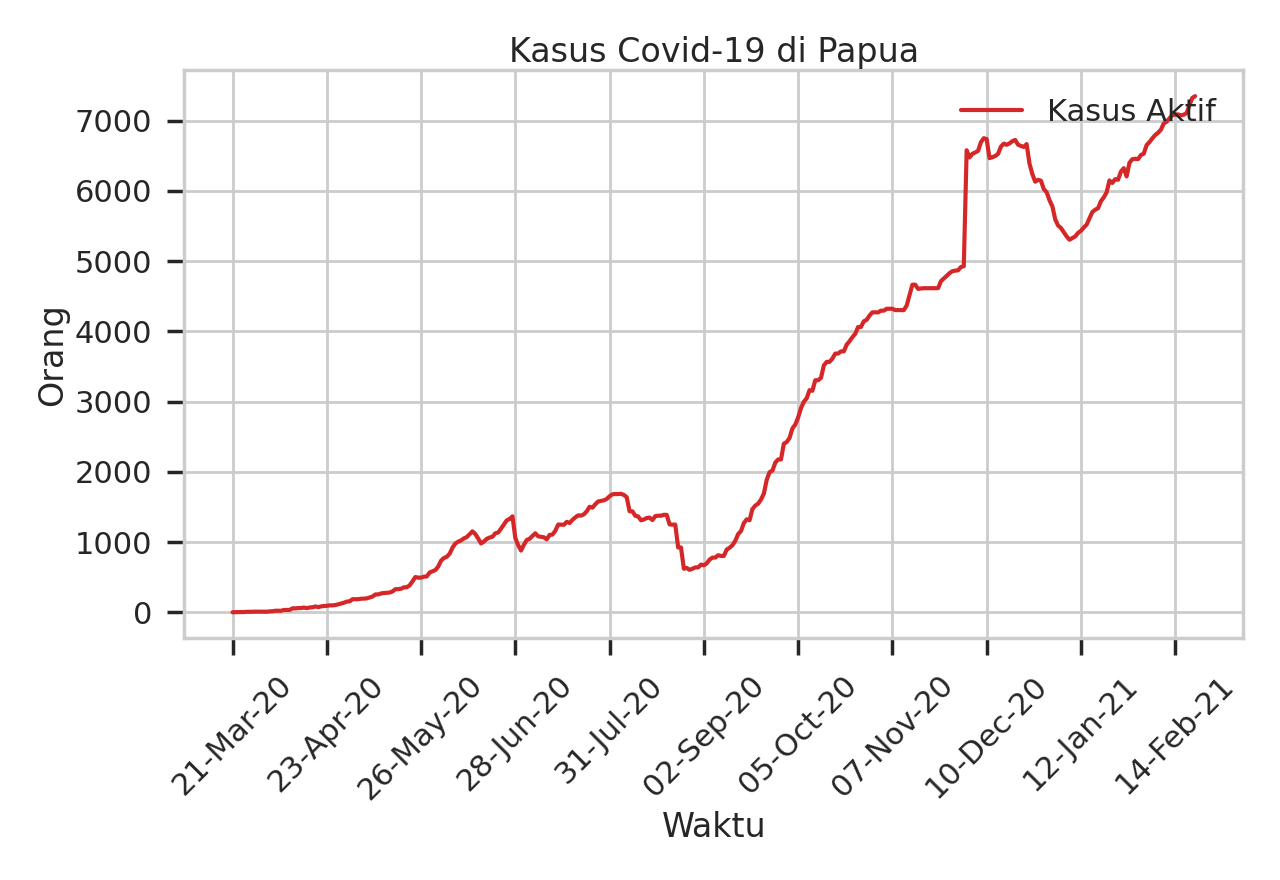 Kasus Covid-19 di Papua
Kasus Aktif
7000
6000
5000
4000
3000
2000
1000
0
Orang
21-Mar-20
23-Apr-20
26-May-20
28-Jun-20
31-Jul-20
02-Sep-20
05-Oct-20
07-Nov-20
10-Dec-20
12-Jan-21
14-Feb-21
Waktu